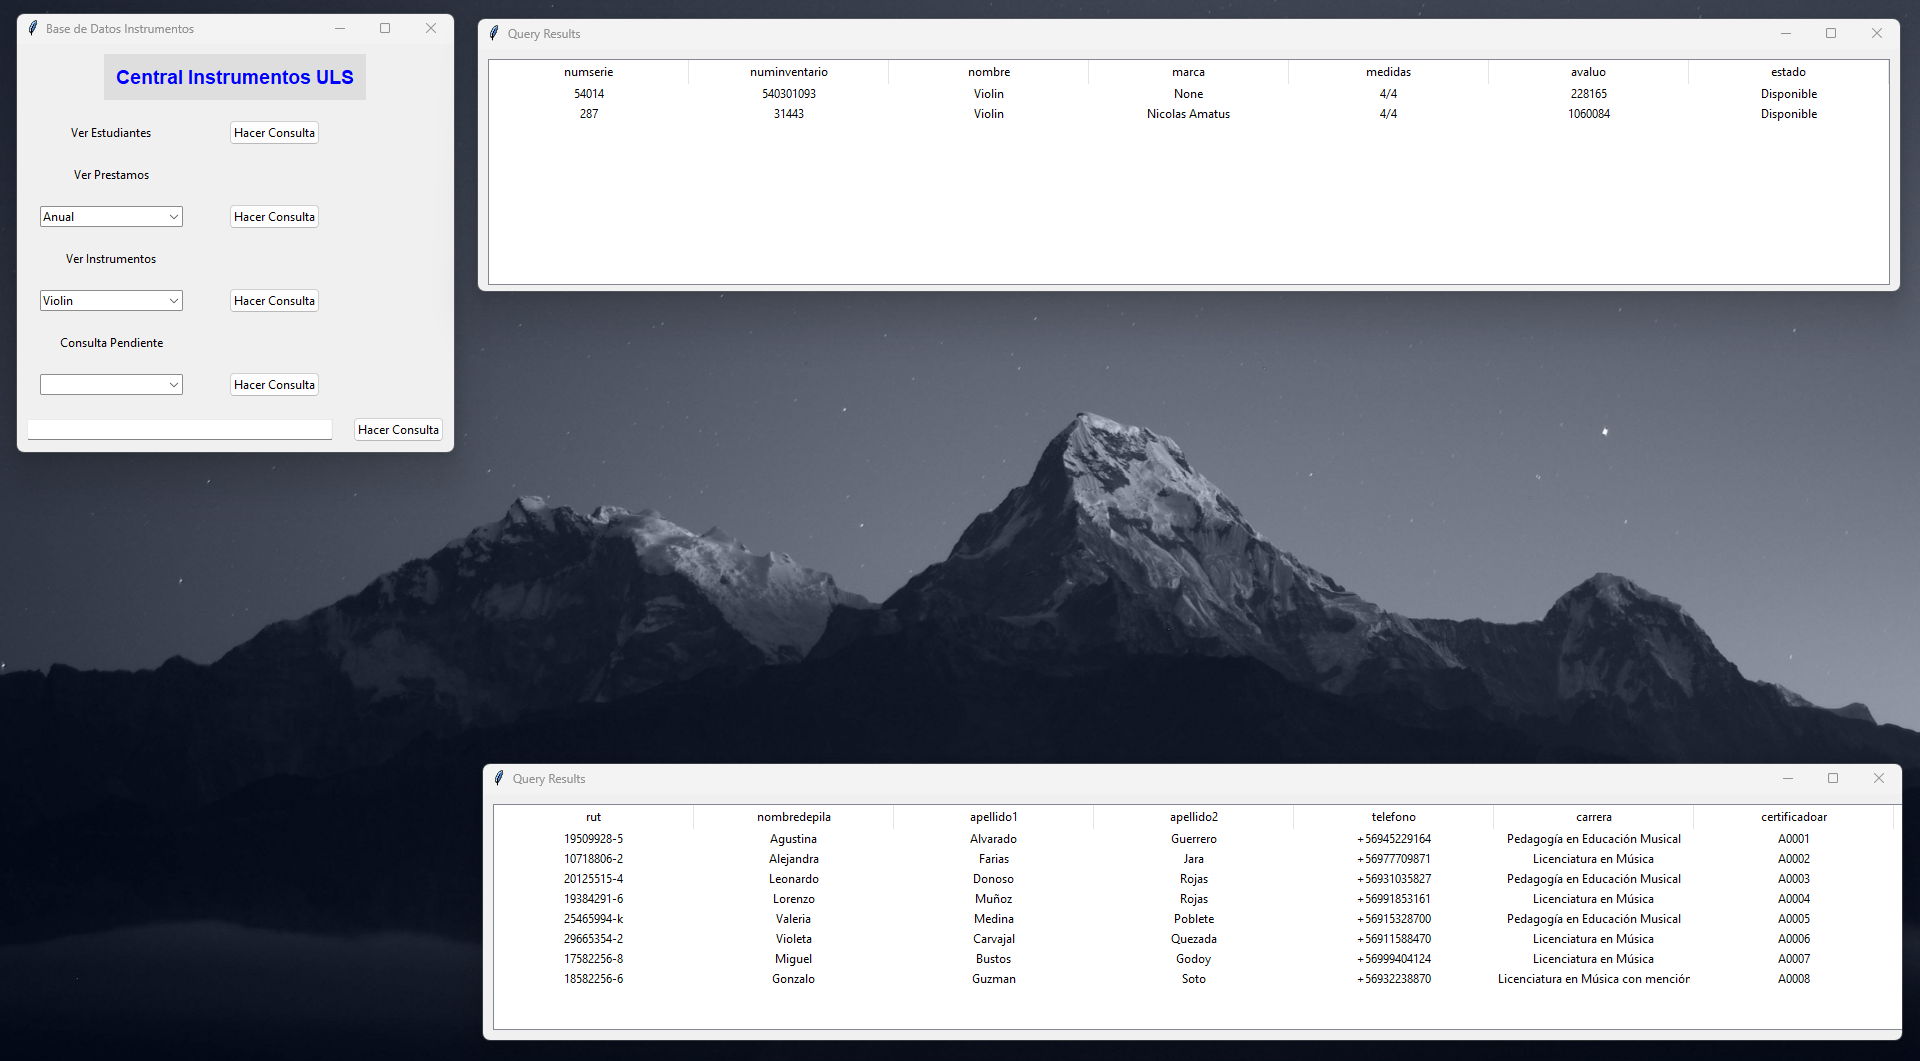 Base de Datos Instrumentos
Central Instrumentos ULS
Ver Estudiantes Hacer Consulta
Ver Prestamos
Anual Hacer Consulta
Ver Instrumentos
Violin Hacer Consulta
Consulta Pendiente
Hacer Consulta
Hacer Consulta
Query Results
numserie numinventario nombre marca medidas avaluo estado
54014 540301093 Violin None 4/4 228165 Disponible
287 31443 Violin Nicolas Amatus 4/4 1060084 Disponible
Query Results
rut nombredepila apellido1 apellido2 telefono carrera certificadoar
19509928-5 Agustina Alvarado Guerrero +56945229164 Pedagogía en Educación Musical A0001
10718806-2 Alejandra Farias Jara +56977709871 Licenciatura en Música A0002
20125515-4 Leonardo Donoso Rojas +56931035827 Pedagogía en Educación Musical A0003
19384291-6 Lorenzo Muñoz Rojas +56991853161 Licenciatura en Música A0004
25465994-k Valeria Medina Poblete +56915328700 Pedagogía en Educación Musical A0005
29665354-2 Violeta Carvajal Quezada +56911588470 Licenciatura en Música A0006
17582256-8 Miguel Bustos Godoy +56999404124 Licenciatura en Música A0007
18582256-6 Gonzalo Guzman Soto +56932238870 Licenciatura en Música con mención A0008